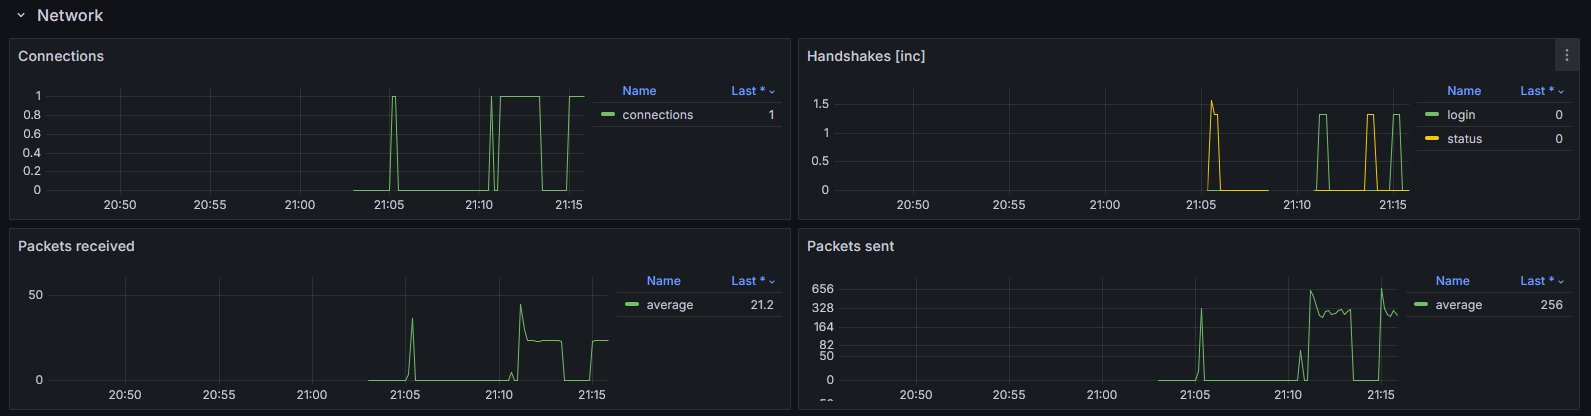 Network
Connections
Name Last *
1
0.8
0.6
0.4
0.2
0
connections 1
20:50 20:55 21:00 21:05 21:10 21:15
Handshakes [inc]
Name Last *
1.5
1
0.5
0
login 0
status 0
20:50 20:55 21:00 21:05 21:10 21:15
Packets received
Name Last *
50
0
average 21.2
20:50 20:55 21:00 21:05 21:10 21:15
Packets sent
Name Last *
656
328
164
82
50
0
average 256
20:50 20:55 21:00 21:05 21:10 21:15